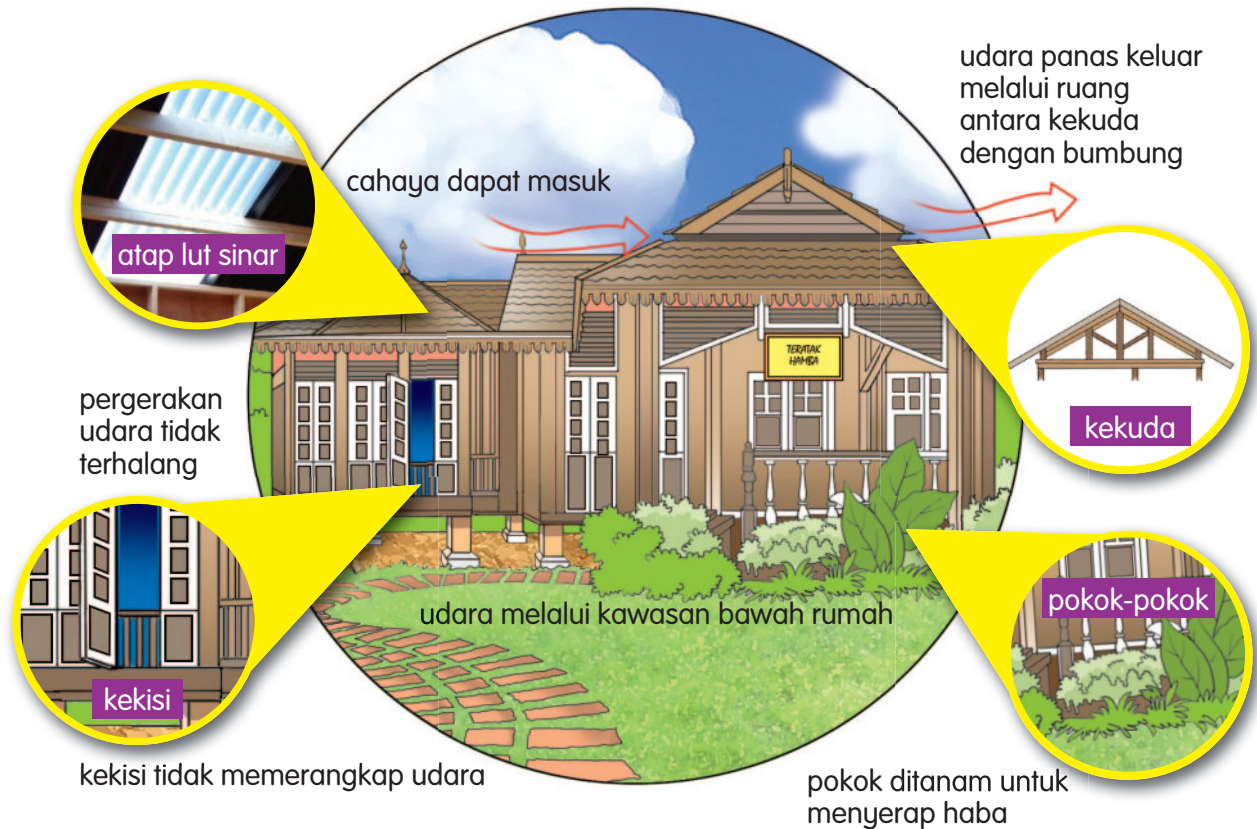 udara panas keluar
melalui ruang
antara kekuda
dengan bumbung
cahaya dapat masuk
atap lut sinar
TERATAK
HAMBA
kekuda
pergerakan
udara tidak
terhalang
pokok-pokok
udara melalui kawasan bawah rumah
kekisi
kekisi tidak memerangkap udara
pokok ditanam untuk
menyerap haba